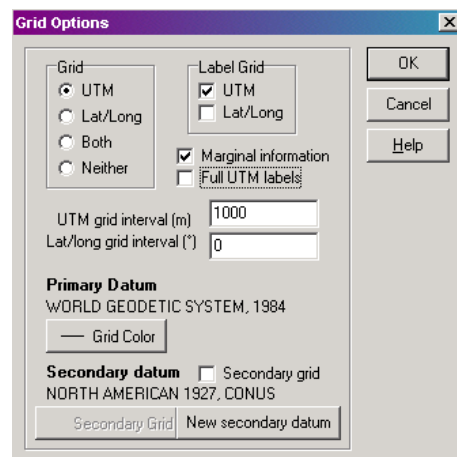 Grid Options
Grid
UTM
Lat/Long
Both
Neither
Label Grid
UTM
Lat/Long
Marginal information
Full UTM labels
UTM grid interval (m) 1000
Lat/long grid interval (°) 0
Primary Datum
WORLD GEODETIC SYSTEM, 1984
Grid Color
Secondary datum Secondary grid
NORTH AMERICAN 1927, CONUS
Secondary Grid New secondary datum
OK
Cancel
Help